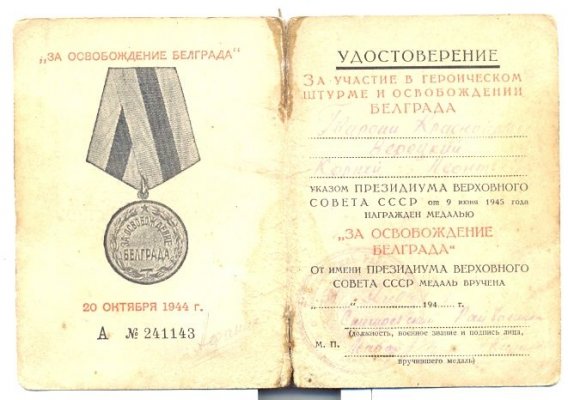 „ЗА ОСВОБОЖДЕНИЕ БЕЛГРАДА“
ЗА ОСВОБОЖДЕНИЕ
БЕЛГРАДА
20 ОКТЯБРЯ 1944 г.
А № 241143
УДОСТОВЕРЕНИЕ
ЗА УЧАСТИЕ В ГЕРОИЧЕСКОМ
ШТУРМЕ И ОСВОБОЖДЕНИИ
БЕЛГРАДА
Корней
УКАЗОМ ПРЕЗИДИУМА ВЕРХОВНОГО
СОВЕТА СССР от 9 июня 1945 года
НАГРАЖДЕН МЕДАЛЬЮ
„ЗА ОСВОБОЖДЕНИЕ
БЕЛГРАДА“
ОТ ИМЕНИ ПРЕЗИДИУМА ВЕРХОВНОГО
СОВЕТА СССР МЕДАЛЬ ВРУЧЕНА
„ “ 194 г.
(должность, военное звание и подпись лица,
М. П.
вручившего медаль)